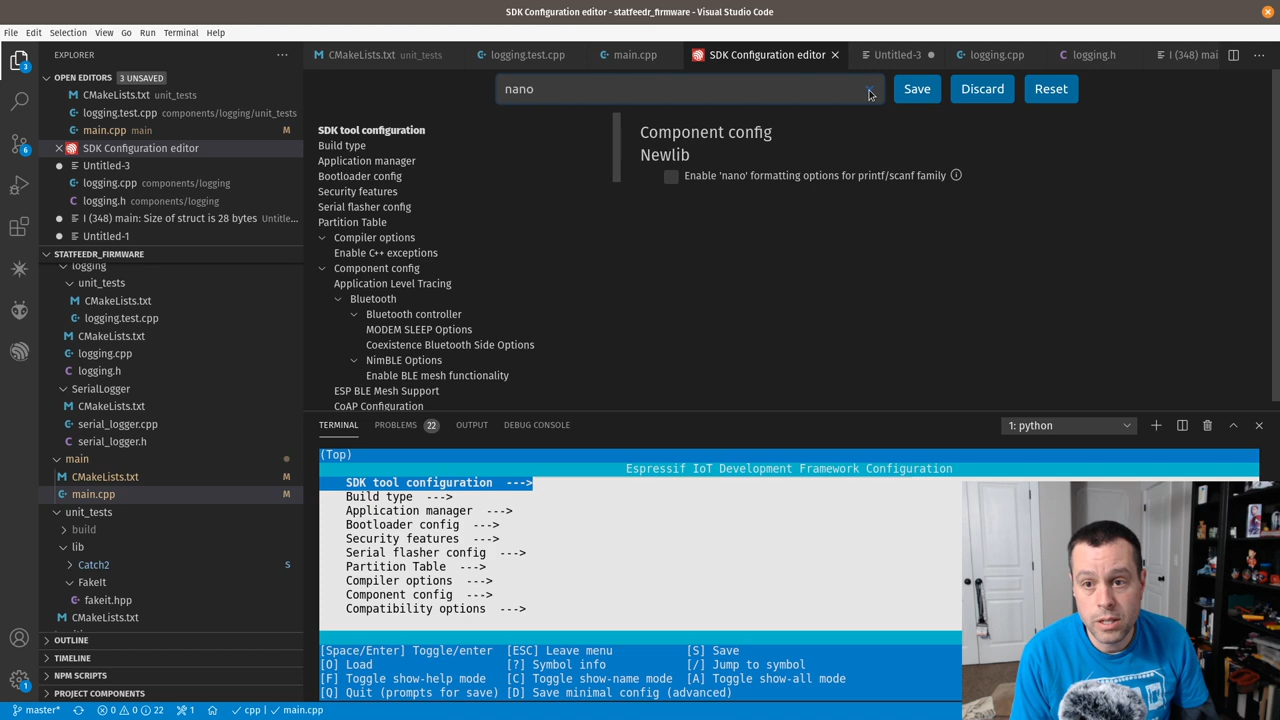 SDK Configuration editor - statfeedr_firmware - Visual Studio Code
File Edit Selection View Go Run Terminal Help
EXPLORER
OPEN EDITORS 3 UNSAVED
CMakeLists.txt unit_tests
logging.test.cpp components/logging/unit_tests
main.cpp main M
SDK Configuration editor
Untitled-3
logging.cpp components/logging
logging.h components/logging
I (348) main: Size of struct is 28 bytes Untitle...
Untitled-1
STATFEEDR_FIRMWARE
logging
unit_tests
CMakeLists.txt
logging.test.cpp
CMakeLists.txt
logging.cpp
logging.h
SerialLogger
CMakeLists.txt
serial_logger.cpp
serial_logger.h
main
CMakeLists.txt M
main.cpp M
unit_tests
build
lib
Catch2 S
FakeIt
fakeit.hpp
CMakeLists.txt
OUTLINE
TIMELINE
NPM SCRIPTS
PROJECT COMPONENTS
3
6
1
CMakeLists.txt unit_tests
logging.test.cpp
main.cpp
SDK Configuration editor
Untitled-3
logging.cpp
logging.h
I (348) mai
nano
Save
Discard
Reset
SDK tool configuration
Build type
Application manager
Bootloader config
Security features
Serial flasher config
Partition Table
Compiler options
Enable C++ exceptions
Component config
Application Level Tracing
Bluetooth
Bluetooth controller
MODEM SLEEP Options
Coexistence Bluetooth Side Options
NimBLE Options
Enable BLE mesh functionality
ESP BLE Mesh Support
CoAP Configuration
Component config
Newlib
Enable 'nano' formatting options for printf/scanf family
TERMINAL PROBLEMS 22 OUTPUT DEBUG CONSOLE
1: python
(Top)
Espressif IoT Development Framework Configuration
SDK tool configuration --->
Build type --->
Application manager --->
Bootloader config --->
Security features --->
Serial flasher config --->
Partition Table --->
Compiler options --->
Component config --->
Compatibility options --->
[Space/Enter] Toggle/enter [ESC] Leave menu [S] Save
[O] Load [?] Symbol info [/] Jump to symbol
[F] Toggle show-help mode [C] Toggle show-name mode [A] Toggle show-all mode
[Q] Quit (prompts for save) [D] Save minimal config (advanced)
master* 0 0 22 1 cpp | main.cpp